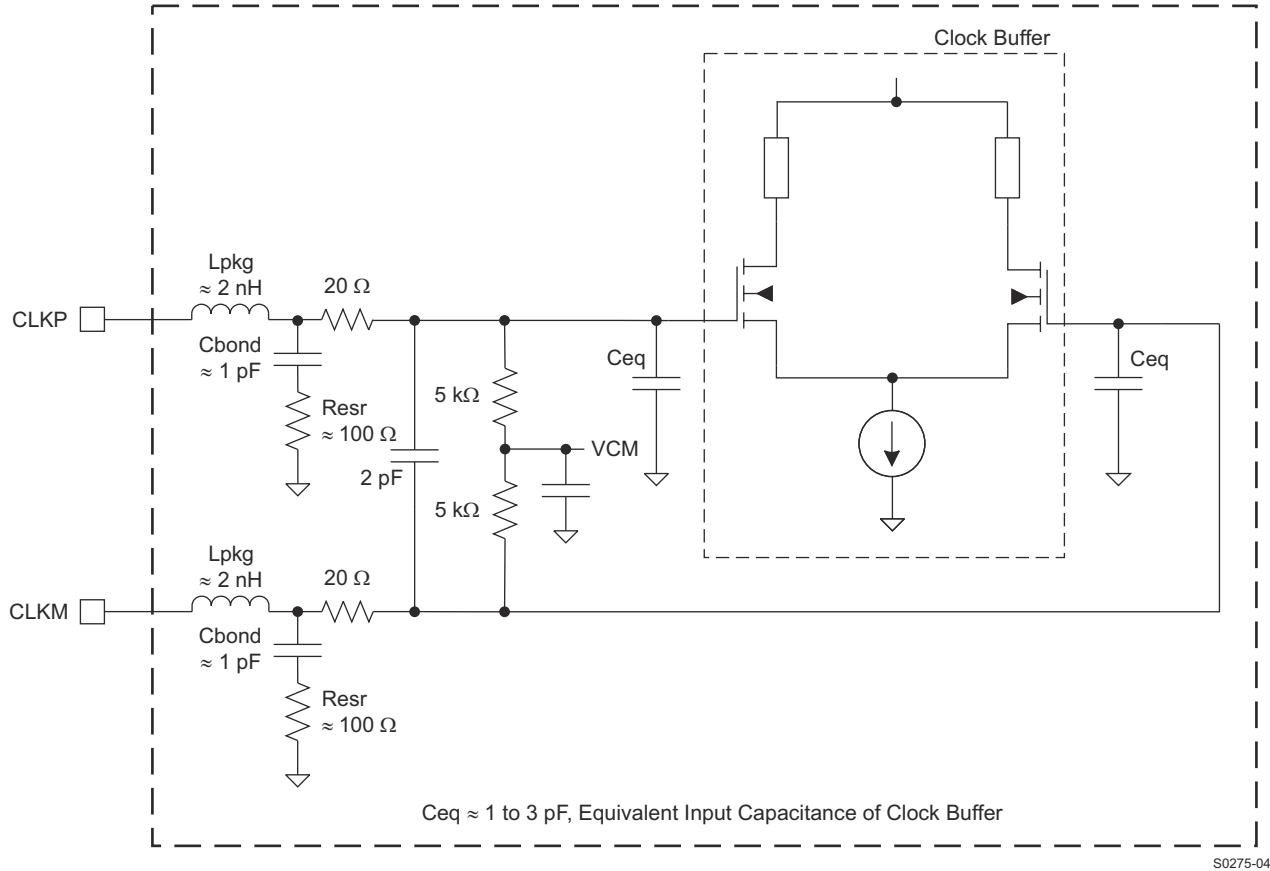 Clock Buffer
Lpkg
≈ 2 nH
20 Ω
CLKP
Cbond
≈ 1 pF
Resr
≈ 100 Ω
2 pF
5 kΩ
VCM
5 kΩ
Ceq
Ceq
Lpkg
≈ 2 nH
20 Ω
CLKM
Cbond
≈ 1 pF
Resr
≈ 100 Ω
Ceq ≈ 1 to 3 pF, Equivalent Input Capacitance of Clock Buffer
S0275-04